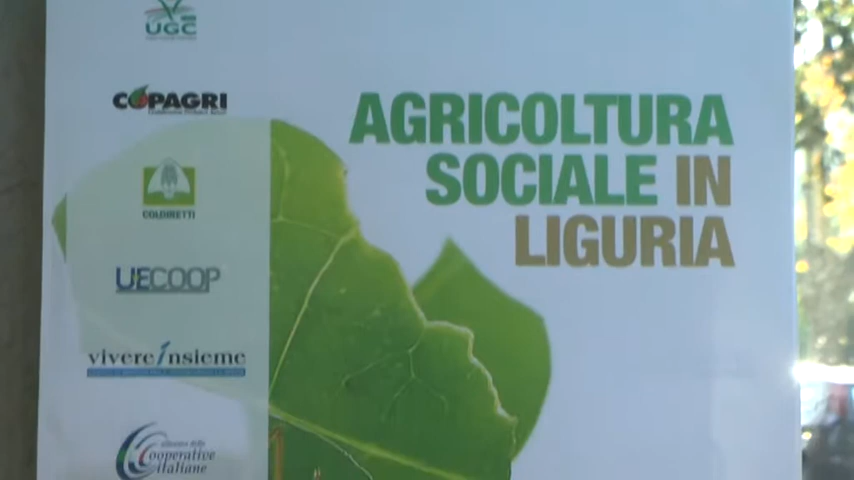 UGC
COPAGRI
COLDIRETTI
UECOOP
vivere insieme
alleanza delle
Cooperative
italiane
AGRICOLTURA
SOCIALE IN
LIGURIA